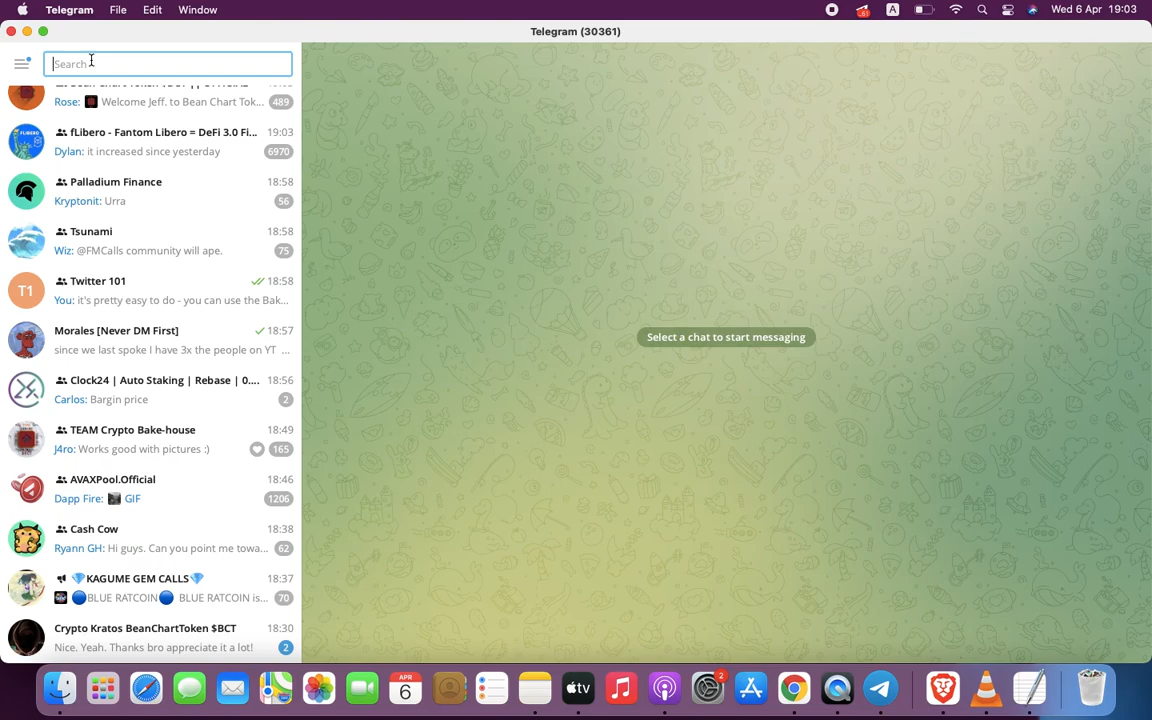 Telegram File Edit Window
61 A Wed 6 Apr 19:03
Telegram (30361)
Search
Rose: Welcome Jeff. to Bean Chart Tok... 489
fLibero - Fantom Libero = DeFi 3.0 Fi... 19:03
Dylan: it increased since yesterday 6970
Palladium Finance 18:58
Kryptonit: Urra 56
Tsunami 18:58
Wiz: @FMCalls community will ape. 75
T1 Twitter 101 18:58
You: it's pretty easy to do - you can use the Bak...
Morales [Never DM First] 18:57
since we last spoke I have 3x the people on YT ...
Clock24 | Auto Staking | Rebase | 0.... 18:56
Carlos: Bargin price 2
TEAM Crypto Bake-house 18:49
J4ro: Works good with pictures :) 165
AVAXPool.Official 18:46
Dapp Fire: GIF 1206
Cash Cow 18:38
Ryann GH: Hi guys. Can you point me towa... 62
💎KAGUME GEM CALLS💎 18:37
🔵BLUE RATCOIN🔵 BLUE RATCOIN is... 70
Crypto Kratos BeanChartToken $BCT 18:30
Nice. Yeah. Thanks bro appreciate it a lot! 2
Select a chat to start messaging
APR
6
tv
2